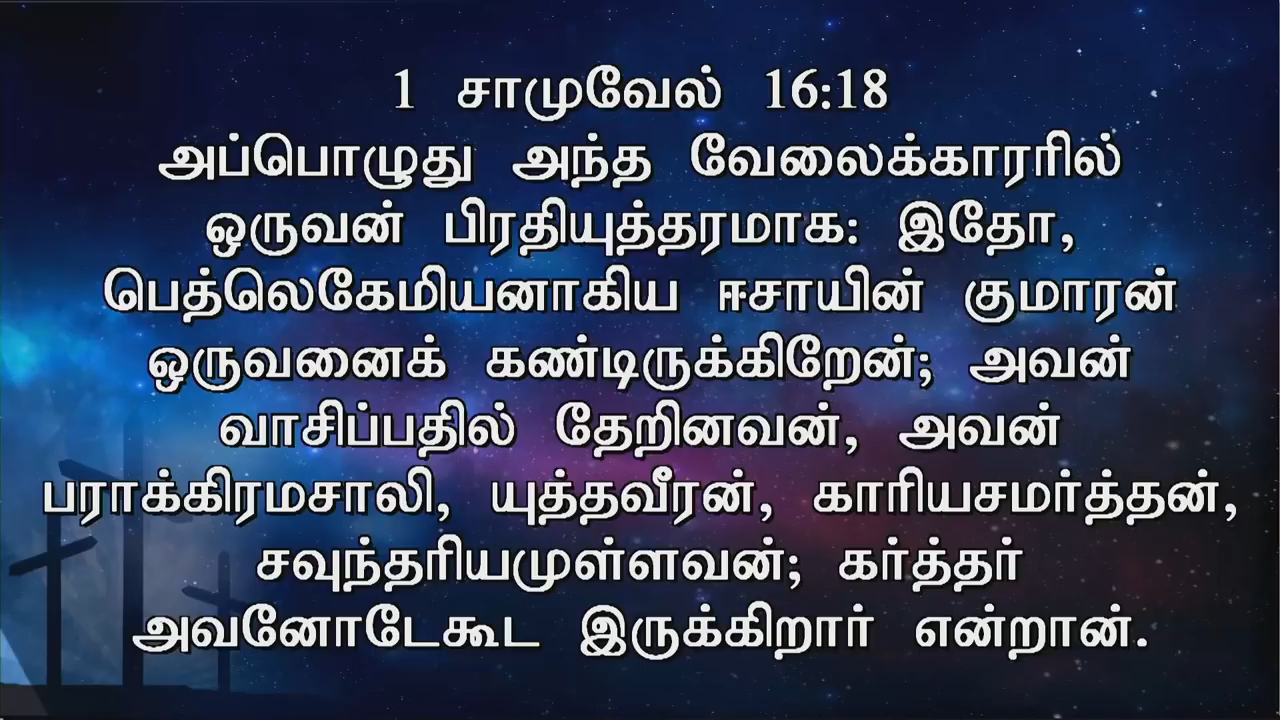 1 சாமுவேல் 16:18
அப்பொழுது அந்த வேலைக்காரரில்
ஒருவன் பிரதியுத்தரமாக: இதோ,
பெத்லெகேமியனாகிய ஈசாயின் குமாரன்
ஒருவனைக் கண்டிருக்கிறேன்; அவன்
வாசிப்பதில் தேறினவன், அவன்
பராக்கிரமசாலி, யுத்தவீரன், காரியசமர்த்தன்,
சவுந்தரியமுள்ளவன்; கர்த்தர்
அவனோடேகூட இருக்கிறார் என்றான்.